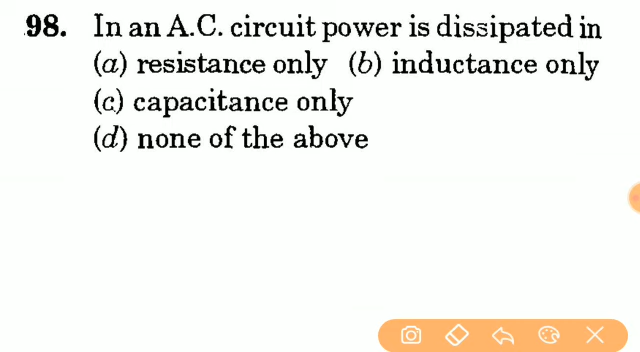 98. In an A.C. circuit power is dissipated in
(a) resistance only (b) inductance only
(c) capacitance only
(d) none of the above